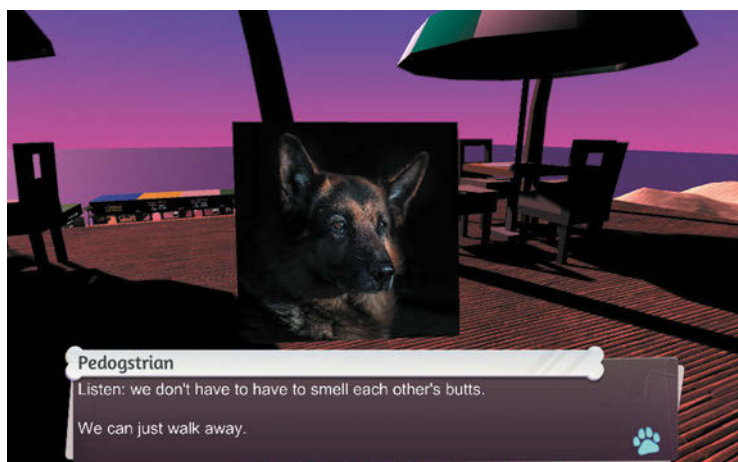 Pedogstrian
Listen: we don't have to have to smell each other's butts.
We can just walk away.